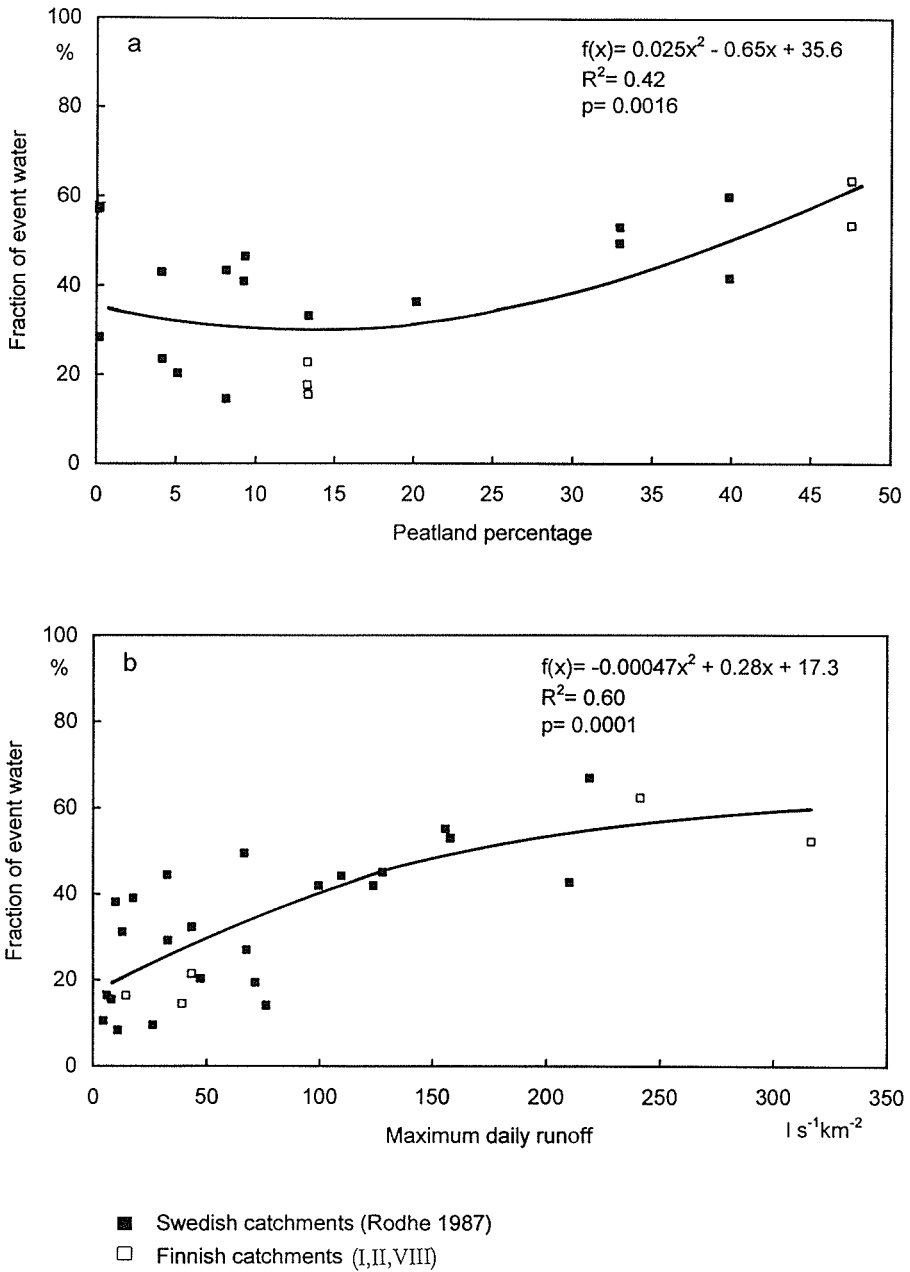 100
%
a
f(x)= 0.025x² - 0.65x + 35.6
R²= 0.42
p= 0.0016
80
60
40
20
0
Fraction of event water
0 5 10 15 20 25 30 35 40 45 50
Peatland percentage
100
%
b
f(x)= -0.00047x² + 0.28x + 17.3
R²= 0.60
p= 0.0001
80
60
40
20
0
Fraction of event water
0 50 100 150 200 250 300 350
Maximum daily runoff
l s⁻¹km⁻²
Swedish catchments (Rodhe 1987)
Finnish catchments (I,II,VIII)